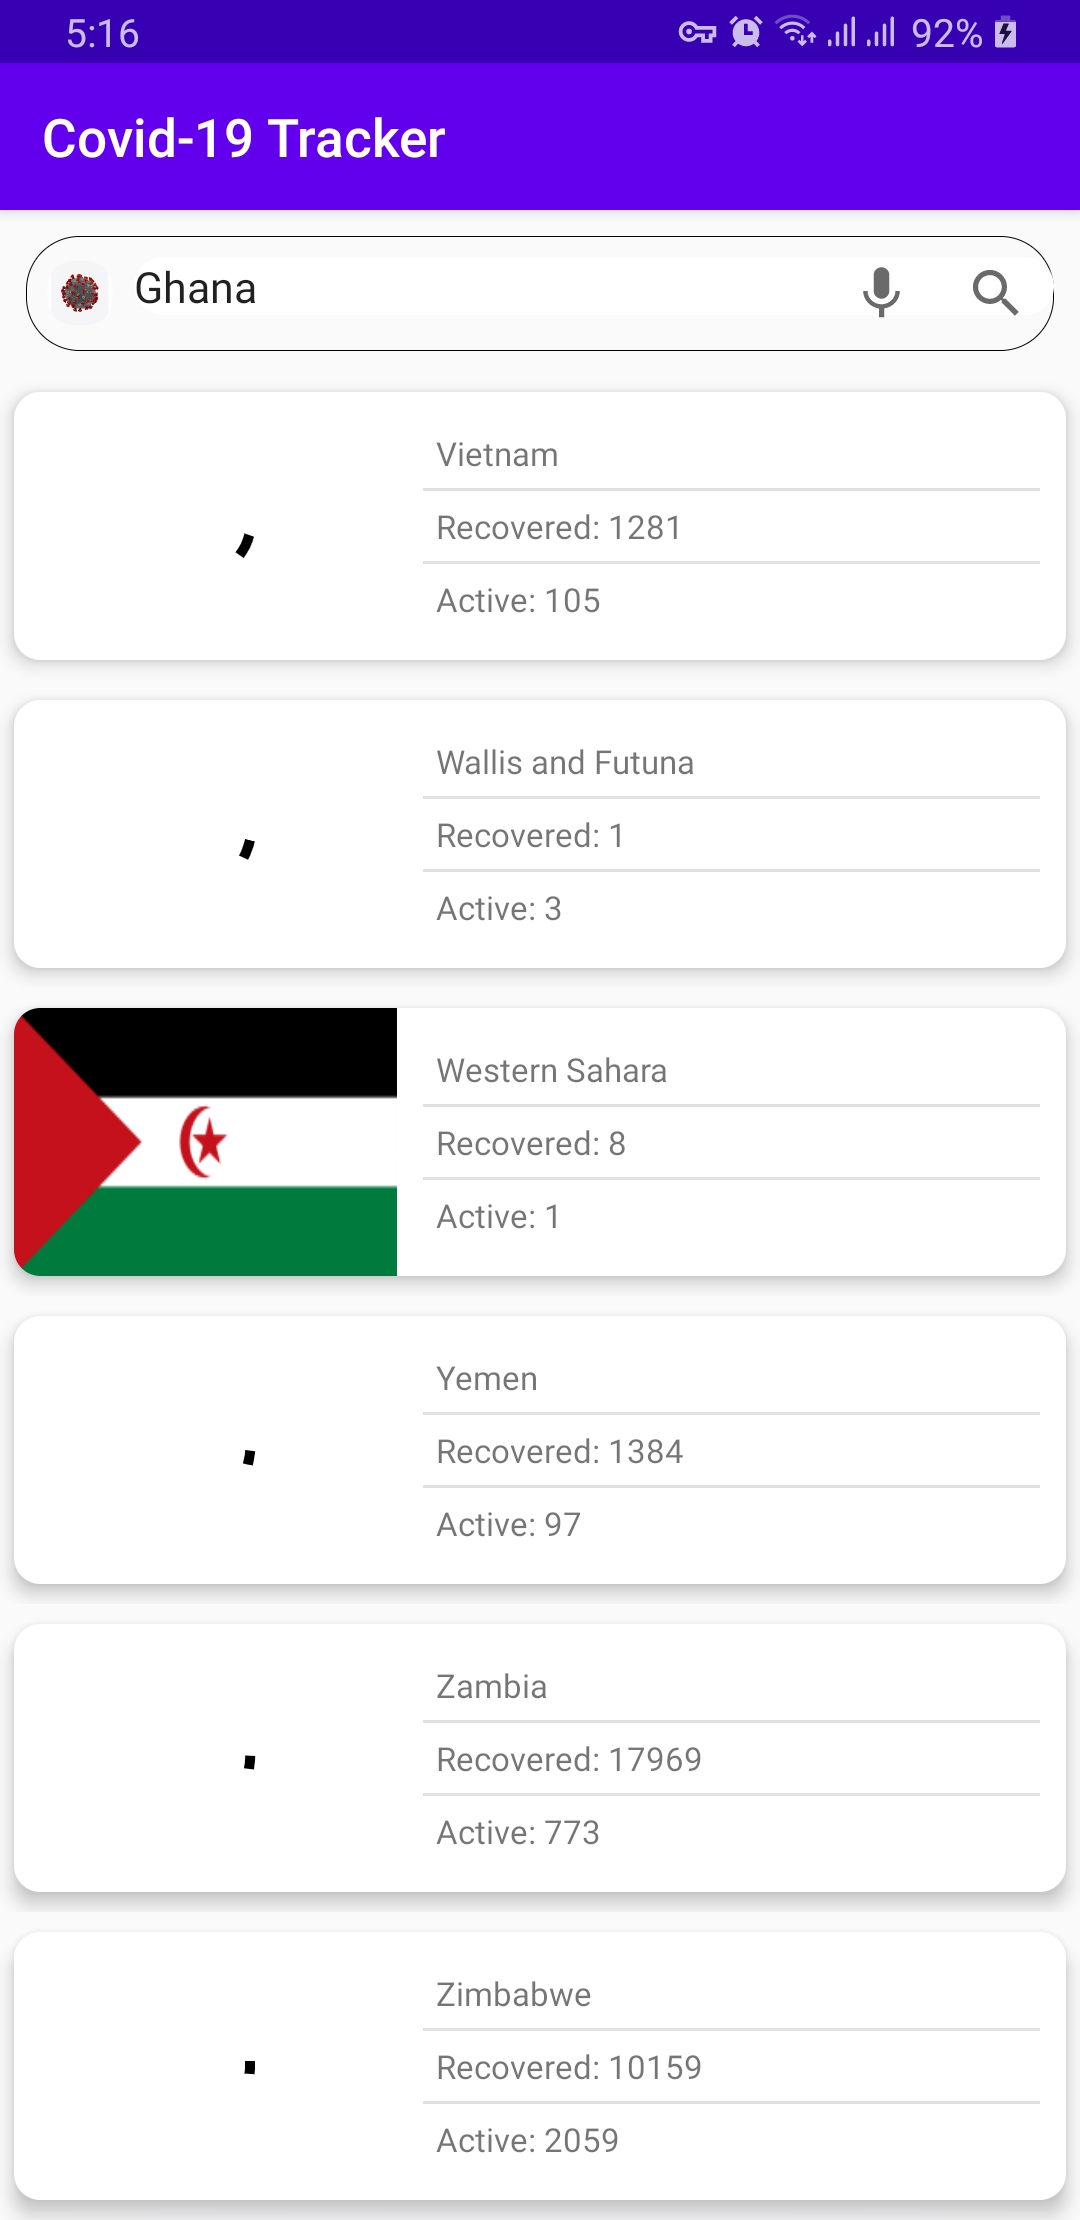 5:16 92%
Covid-19 Tracker
Ghana
Vietnam
Recovered: 1281
Active: 105
Wallis and Futuna
Recovered: 1
Active: 3
Western Sahara
Recovered: 8
Active: 1
Yemen
Recovered: 1384
Active: 97
Zambia
Recovered: 17969
Active: 773
Zimbabwe
Recovered: 10159
Active: 2059